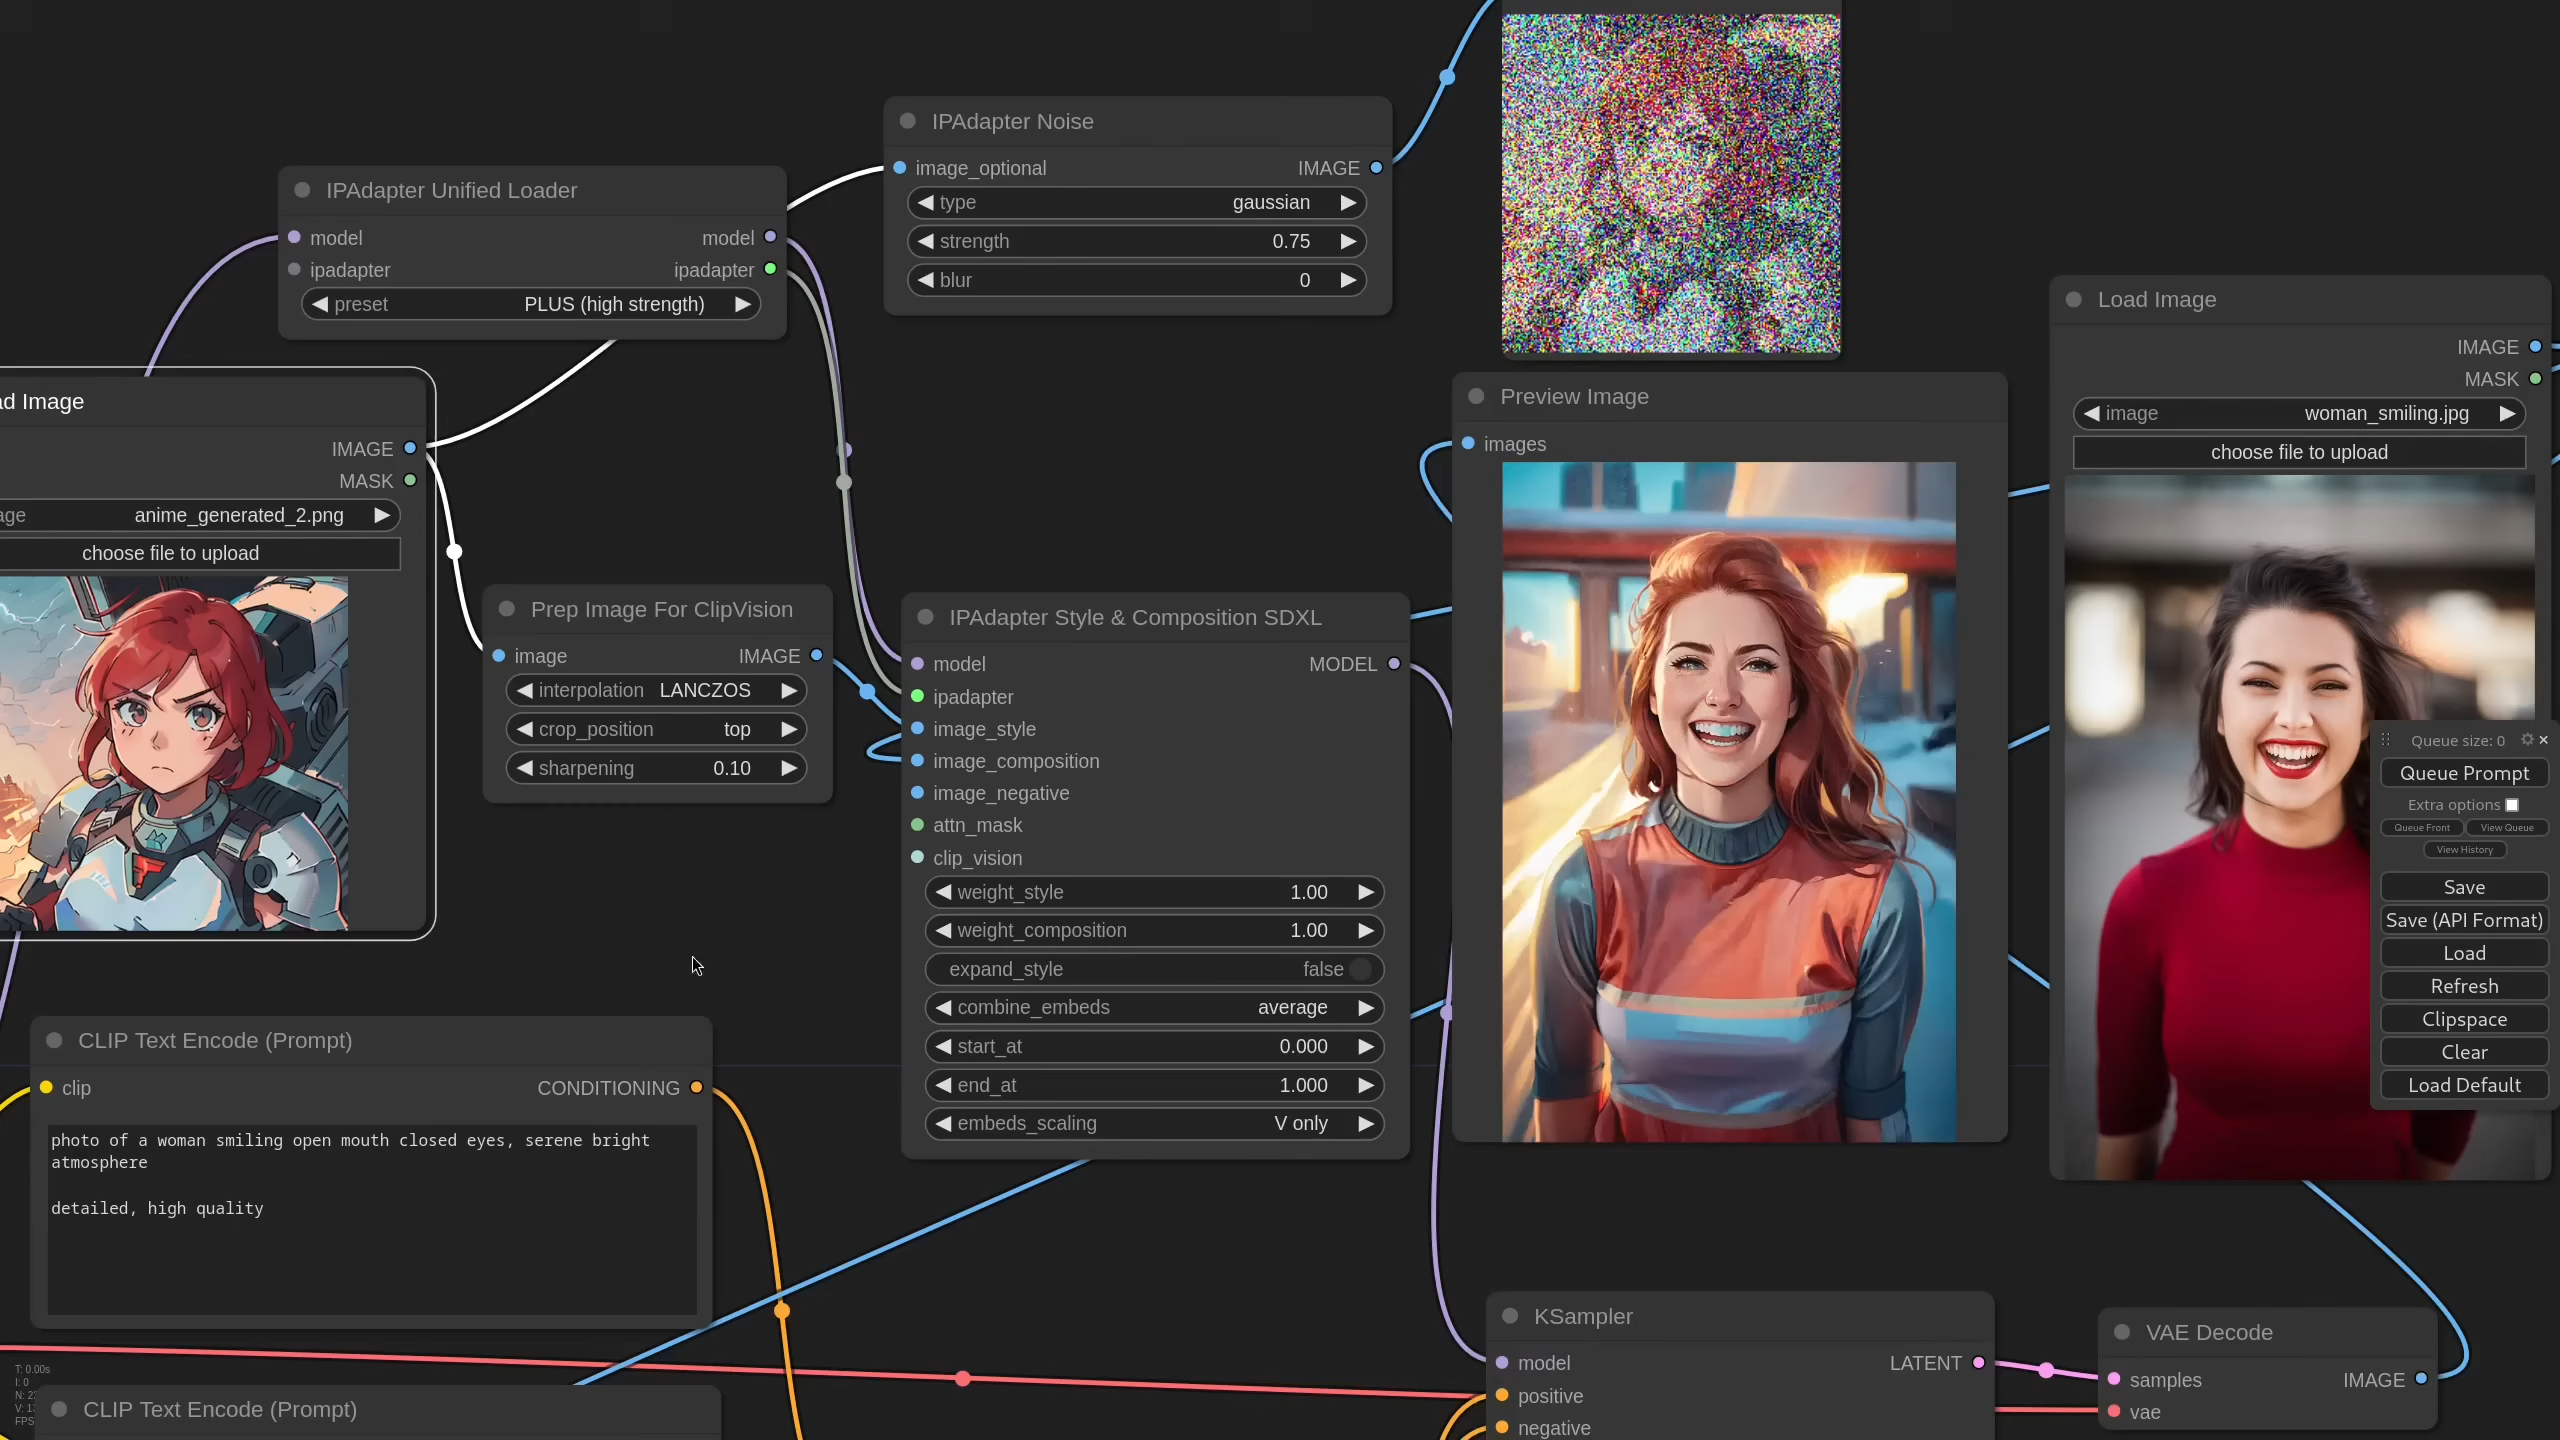 IPAdapter Noise
image_optional IMAGE
type gaussian
strength 0.75
blur 0
IPAdapter Unified Loader
model model
ipadapter ipadapter
preset PLUS (high strength)
ad Image
IMAGE
MASK
age anime_generated_2.png
choose file to upload
Prep Image For ClipVision
image IMAGE
interpolation LANCZOS
crop_position top
sharpening 0.10
IPAdapter Style & Composition SDXL
model MODEL
ipadapter
image_style
image_composition
image_negative
attn_mask
clip_vision
weight_style 1.00
weight_composition 1.00
expand_style false
combine_embeds average
start_at 0.000
end_at 1.000
embeds_scaling V only
Preview Image
images
Load Image
IMAGE
MASK
image woman_smiling.jpg
choose file to upload
Queue size: 0
Queue Prompt
Extra options
Queue Front View Queue
View History
Save
Save (API Format)
Load
Refresh
Clipspace
Clear
Load Default
CLIP Text Encode (Prompt)
clip CONDITIONING
photo of a woman smiling open mouth closed eyes, serene bright
atmosphere
detailed, high quality
T: 0.00s
I: 0
N: 22
V: 13
FPS
CLIP Text Encode (Prompt)
KSampler
model LATENT
positive
negative
VAE Decode
samples IMAGE
vae